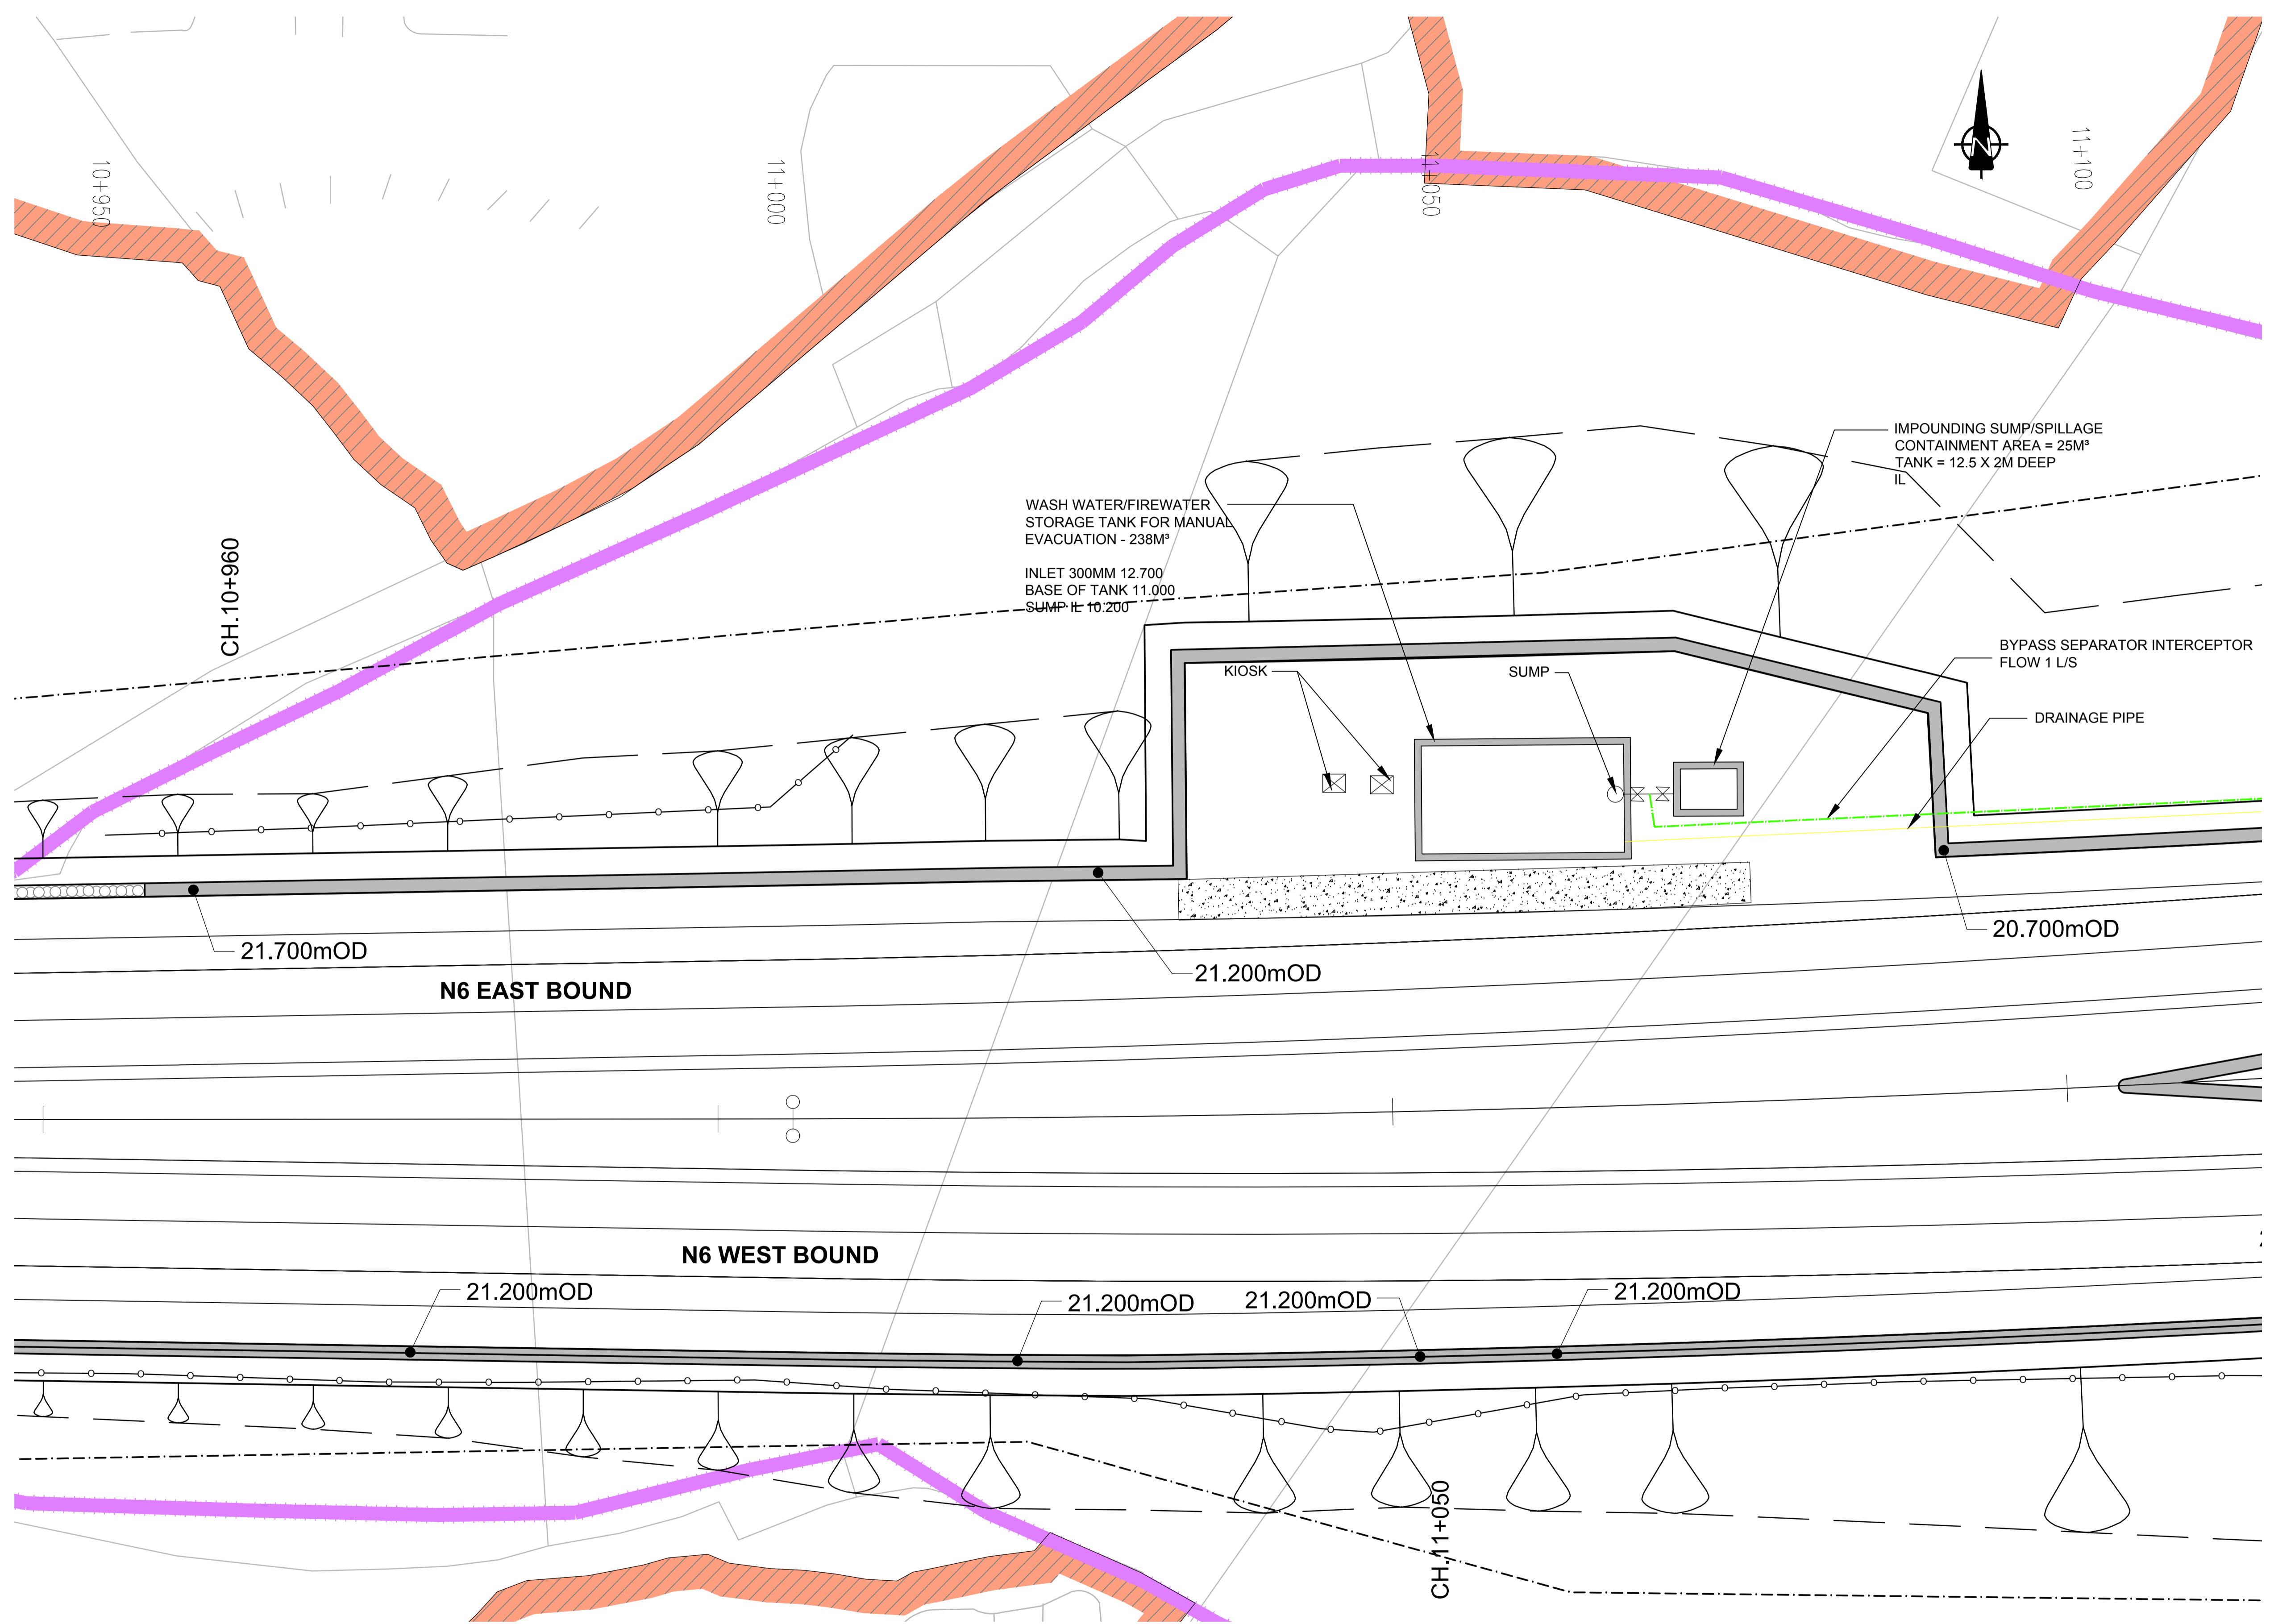 10+950
11+000
11+050
11+100
N
CH.10+960
WASH WATER/FIREWATER
STORAGE TANK FOR MANUAL
EVACUATION - 238M³
INLET 300MM 12.700
BASE OF TANK 11.000
SUMP IL 10.200
IMPOUNDING SUMP/SPILLAGE
CONTAINMENT AREA = 25M³
TANK = 12.5 X 2M DEEP
IL
BYPASS SEPARATOR INTERCEPTOR
FLOW 1 L/S
KIOSK
SUMP
DRAINAGE PIPE
21.700mOD
21.200mOD
20.700mOD
N6 EAST BOUND
N6 WEST BOUND
21.200mOD
21.200mOD
21.200mOD
21.200mOD
CH.11+050